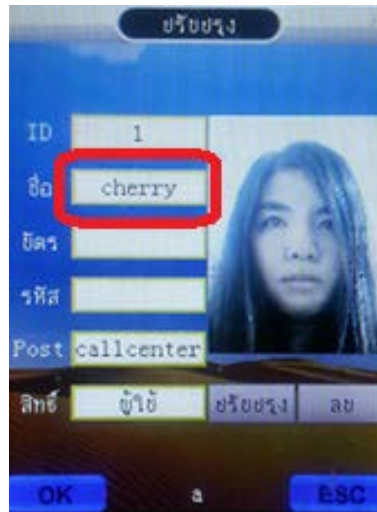 ปรับปรุง
ID 1
ชื่อ cherry
บัตร
รหัส
Post callcenter
สิทธิ์ ผู้ใช้ ปรับปรุง ลบ
OK a ESC